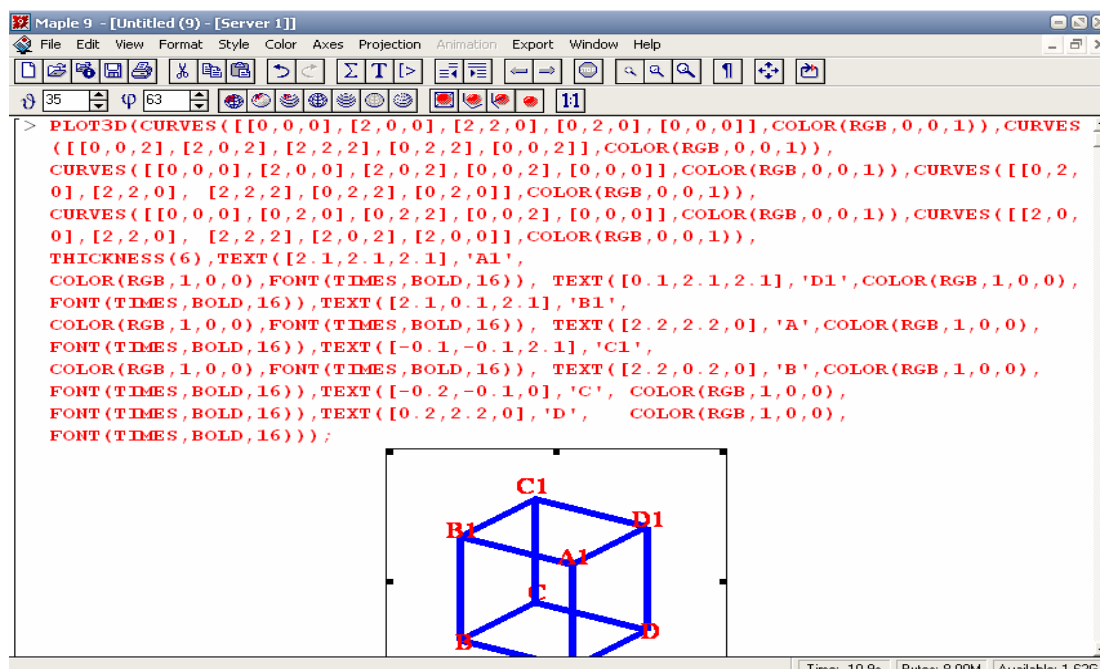 Maple 9 - [Untitled (9) - [Server 1]]
File Edit View Format Style Color Axes Projection Animation Export Window Help
ϑ 35 φ 63 1:1
> PLOT3D(CURVES([[0,0,0],[2,0,0],[2,2,0],[0,2,0],[0,0,0]],COLOR(RGB,0,0,1)),CURVES
([[0,0,2],[2,0,2],[2,2,2],[0,2,2],[0,0,2]],COLOR(RGB,0,0,1)),
CURVES([[0,0,0],[2,0,0],[2,0,2],[0,0,2],[0,0,0]],COLOR(RGB,0,0,1)),CURVES([[0,2,
0],[2,2,0], [2,2,2],[0,2,2],[0,2,0]],COLOR(RGB,0,0,1)),
CURVES([[0,0,0],[0,2,0],[0,2,2],[0,0,2],[0,0,0]],COLOR(RGB,0,0,1)),CURVES([[2,0,
0],[2,2,0], [2,2,2],[2,0,2],[2,0,0]],COLOR(RGB,0,0,1)),
THICKNESS(6),TEXT([2.1,2.1,2.1],'A1',
COLOR(RGB,1,0,0),FONT(TIMES,BOLD,16)), TEXT([0.1,2.1,2.1],'D1',COLOR(RGB,1,0,0),
FONT(TIMES,BOLD,16)),TEXT([2.1,0.1,2.1],'B1',
COLOR(RGB,1,0,0),FONT(TIMES,BOLD,16)), TEXT([2.2,2.2,0],'A',COLOR(RGB,1,0,0),
FONT(TIMES,BOLD,16)),TEXT([-0.1,-0.1,2.1],'C1',
COLOR(RGB,1,0,0),FONT(TIMES,BOLD,16)), TEXT([2.2,0.2,0],'B',COLOR(RGB,1,0,0),
FONT(TIMES,BOLD,16)),TEXT([-0.2,-0.1,0],'C', COLOR(RGB,1,0,0),
FONT(TIMES,BOLD,16)),TEXT([0.2,2.2,0],'D', COLOR(RGB,1,0,0),
FONT(TIMES,BOLD,16)));
C1
B1 D1
A1
C
B D